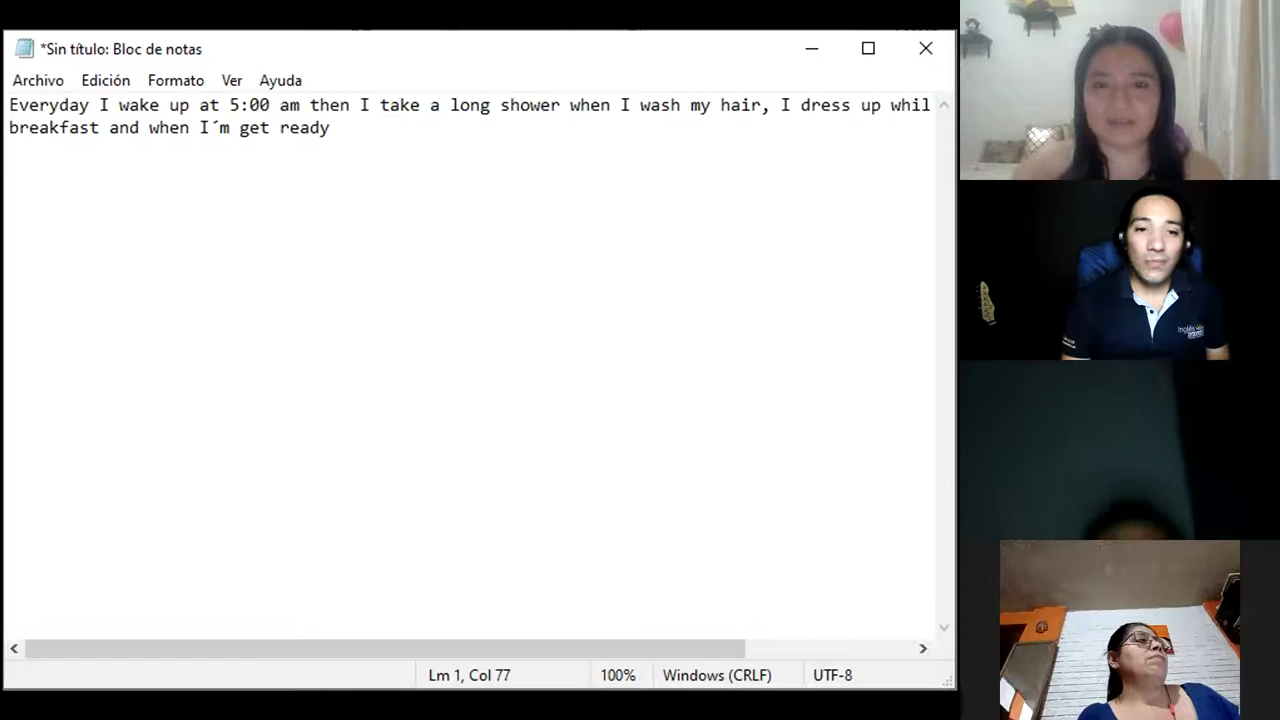 *Sin título: Bloc de notas
Archivo Edición Formato Ver Ayuda
Everyday I wake up at 5:00 am then I take a long shower when I wash my hair, I dress up whil
breakfast and when I´m get ready
Lm 1, Col 77 100% Windows (CRLF) UTF-8
Inglés